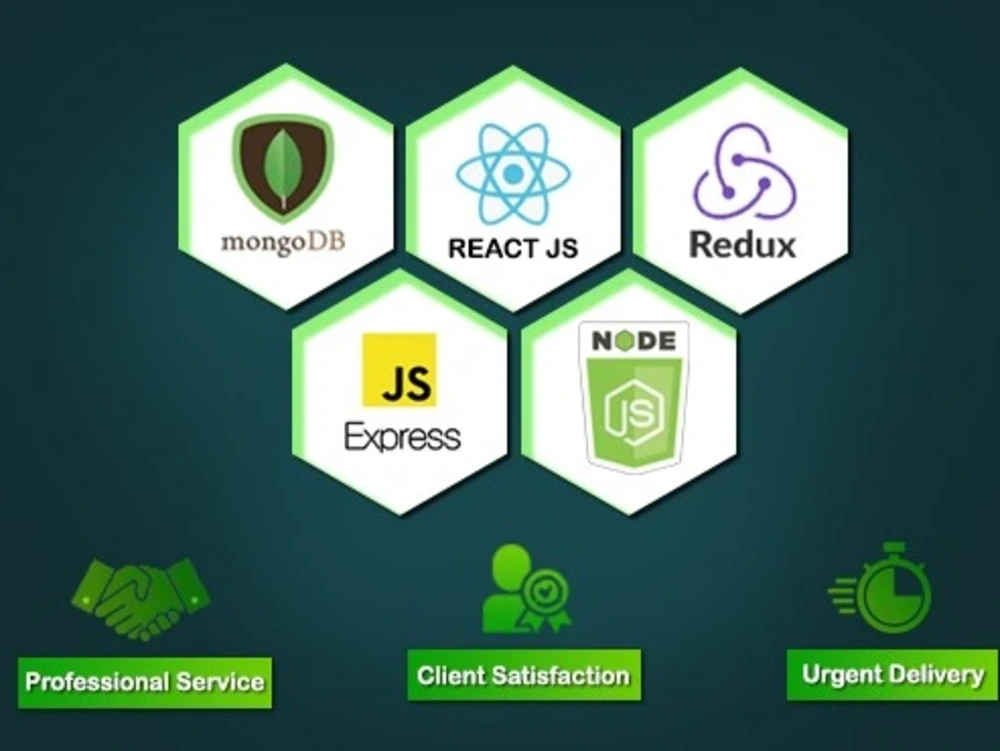 mongoDB
REACT JS
Redux
JS
Express
NODE
JS
Professional Service
Client Satisfaction
Urgent Delivery